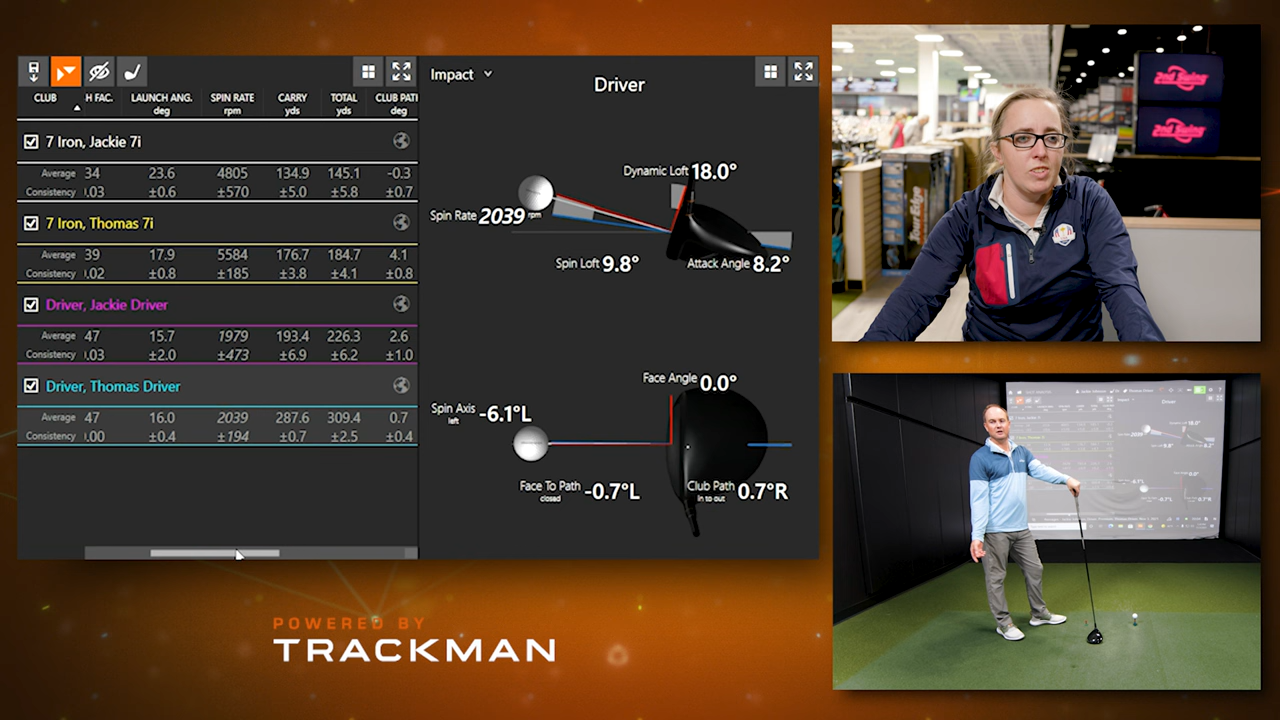 CLUB H FAC. LAUNCH ANG. SPIN RATE CARRY TOTAL CLUB PATH
deg rpm yds yds deg
7 Iron, Jackie 7i
Average 34 23.6 4805 134.9 145.1 -0.3
Consistency .03 ±0.6 ±570 ±5.0 ±5.8 ±0.7
7 Iron, Thomas 7i
Average 39 17.9 5584 176.7 184.7 4.1
Consistency .02 ±0.8 ±185 ±3.8 ±4.1 ±0.8
Driver, Jackie Driver
Average 47 15.7 1979 193.4 226.3 2.6
Consistency .03 ±2.0 ±473 ±6.9 ±6.2 ±1.0
Driver, Thomas Driver
Average 47 16.0 2039 287.6 309.4 0.7
Consistency .00 ±0.4 ±194 ±0.7 ±2.5 ±0.4
Impact
Driver
Dynamic Loft 18.0°
Spin Rate 2039 rpm
Spin Loft 9.8°
Attack Angle 8.2°
Face Angle 0.0°
Spin Axis -6.1°L
left
Face To Path -0.7°L
closed
Club Path 0.7°R
in to out
POWERED BY
TRACKMAN
2nd Swing
2nd Swing
Tour Edge